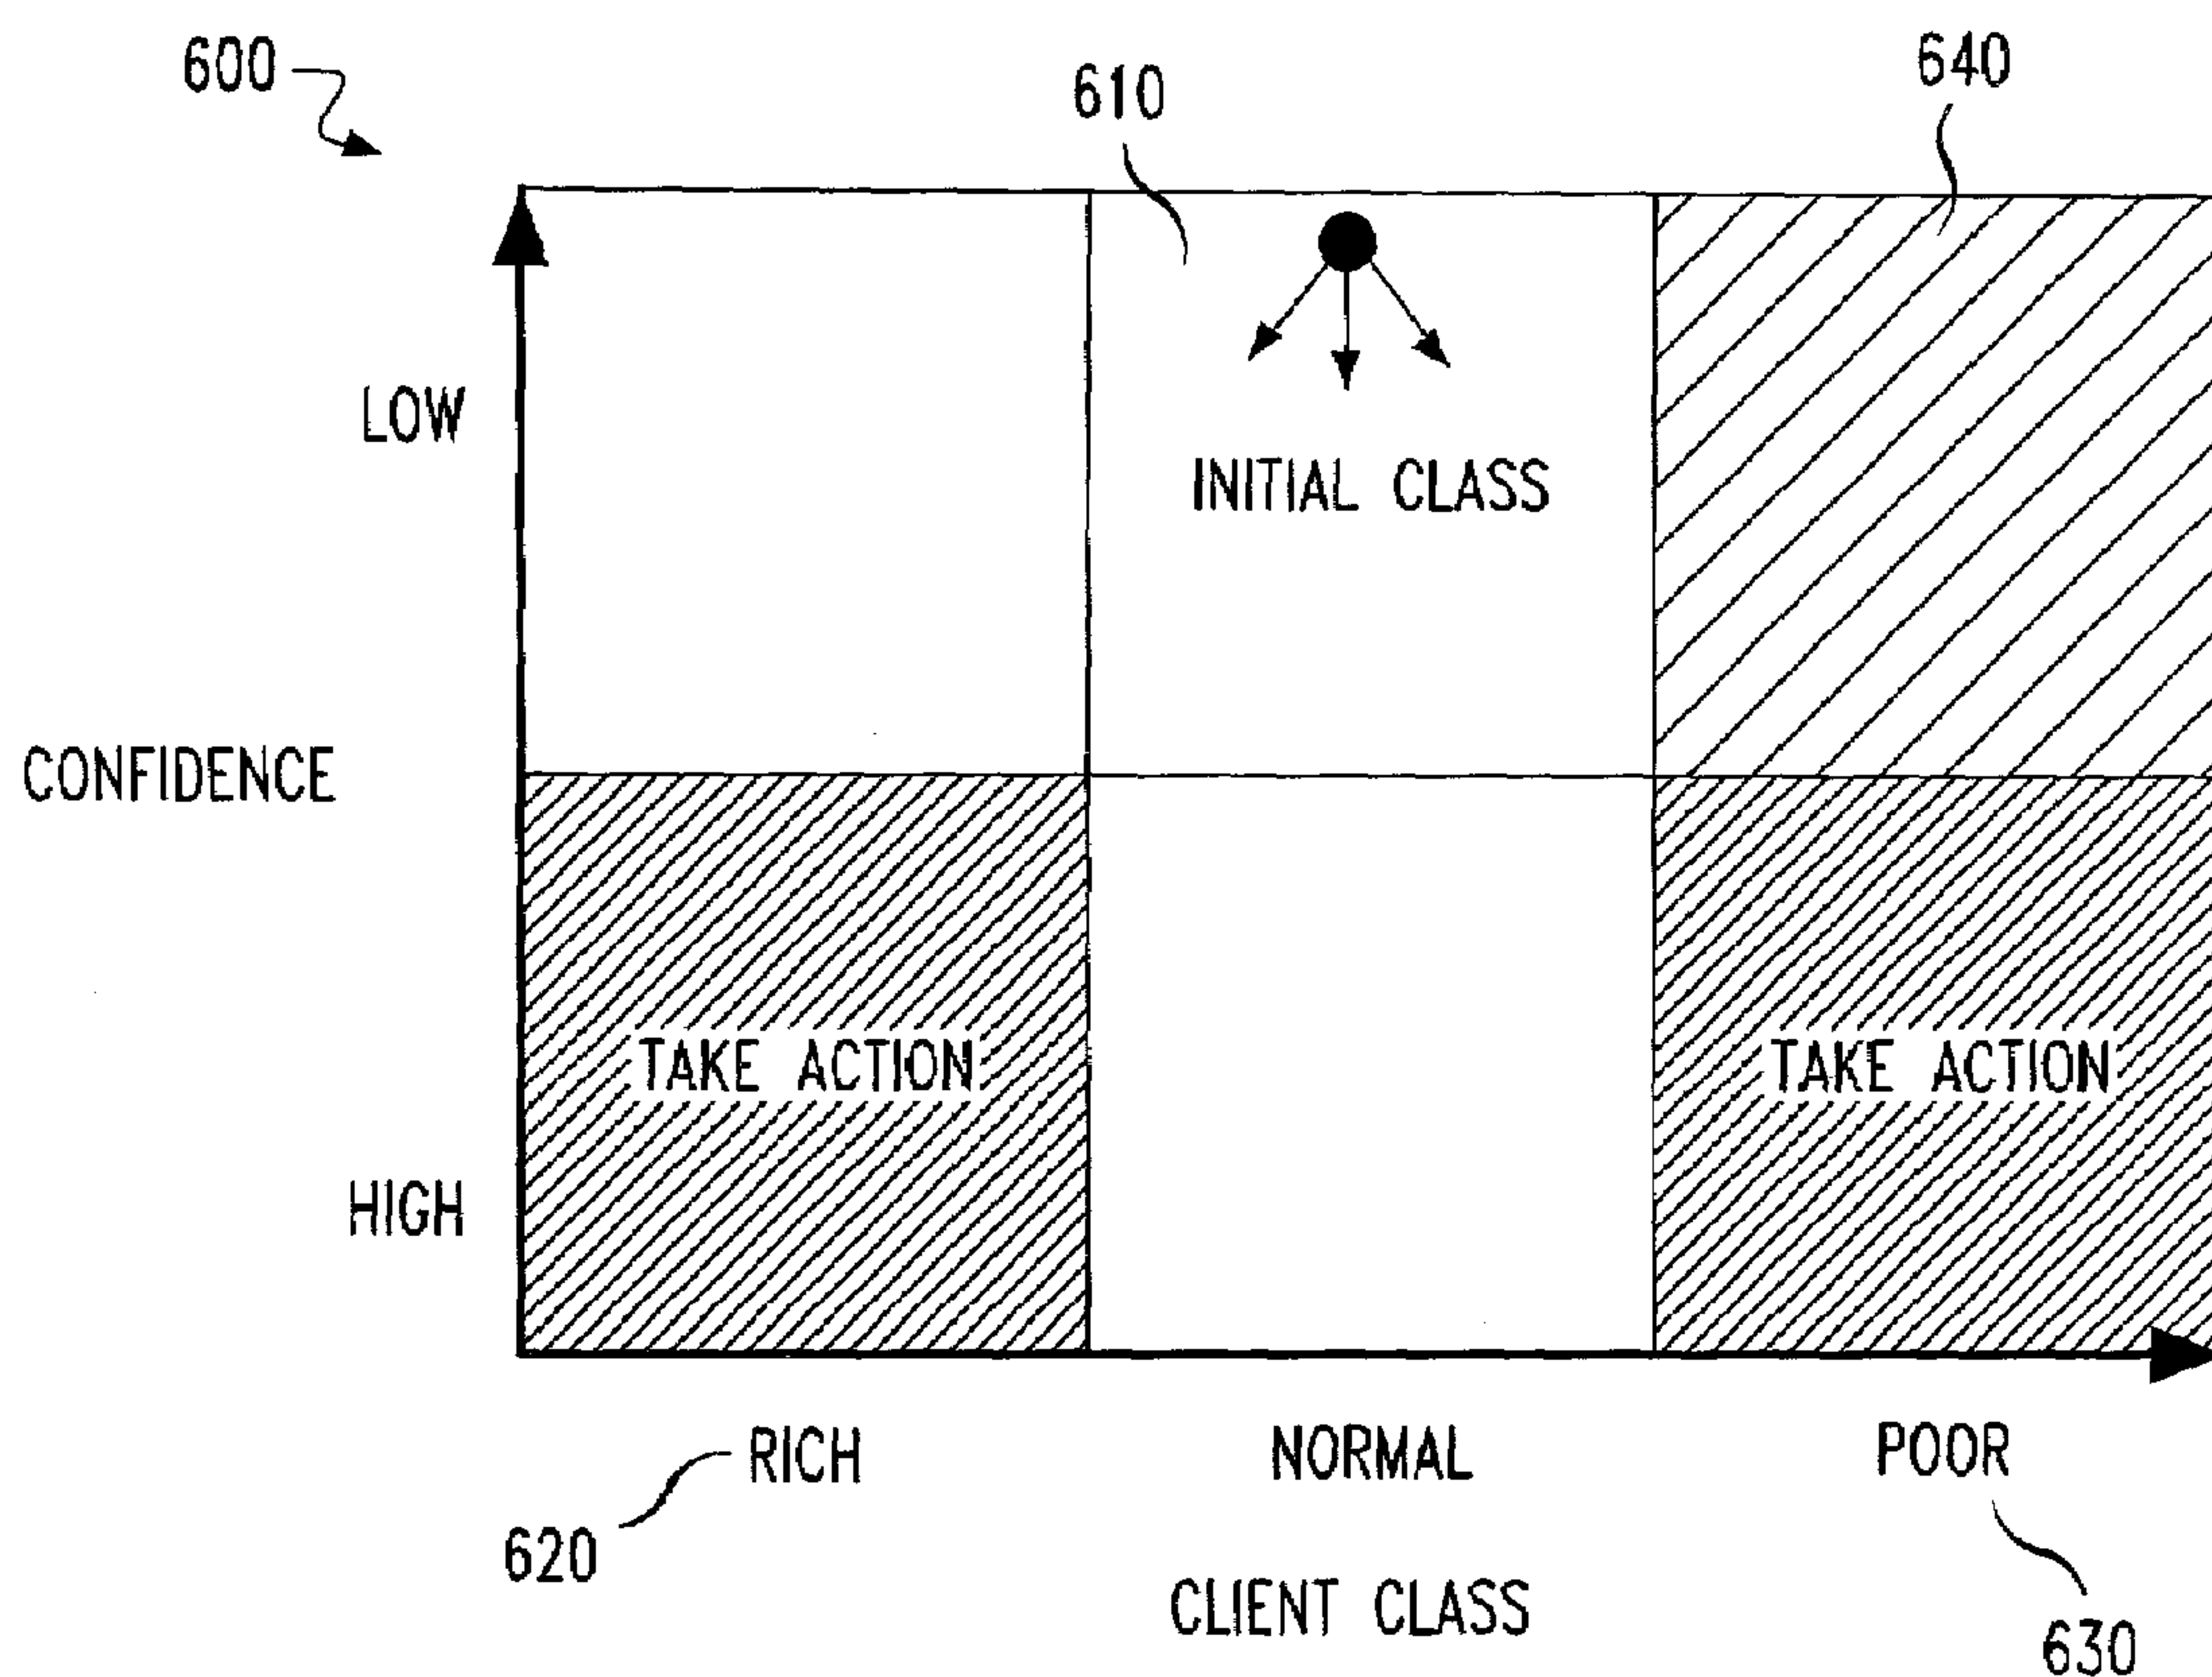 600
610
640
LOW
INITIAL CLASS
CONFIDENCE
TAKE ACTION
TAKE ACTION
HIGH
RICH
NORMAL
POOR
620
CLIENT CLASS
630